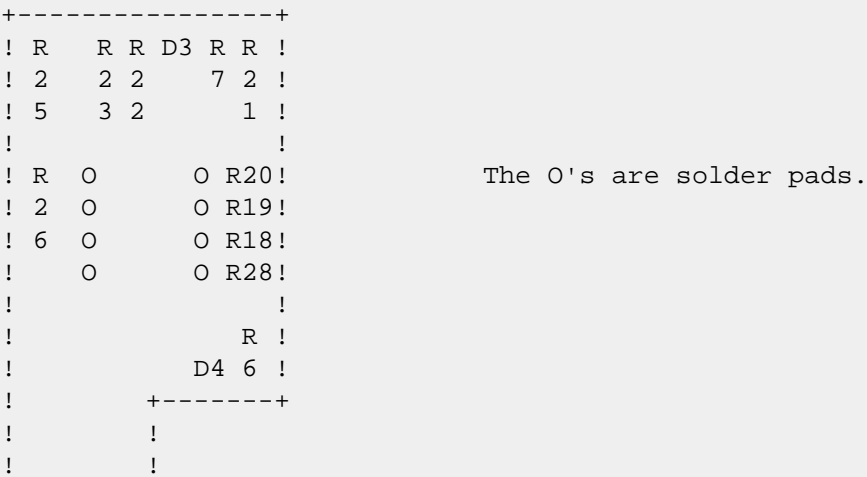 +----------------+
! R   R R D3 R R !
! 2   2 2    7 2 !
! 5   3 2      1 !
!                !
! R  O      O R20!            The O's are solder pads.
! 2  O      O R19!
! 6  O      O R18!
!    O      O R28!
!                !
!              R !
!           D4 6 !
!        +-------+
!        !
!        !